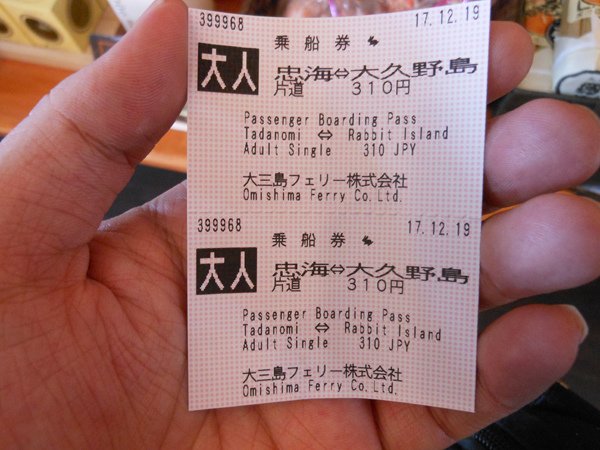 399968 17.12.19
乗船券
大人 忠海⇔大久野島
片道 310円
Passenger Boarding Pass
Tadanomi ⇔ Rabbit Island
Adult Single 310 JPY
大三島フェリー株式会社
Omishima Ferry Co.Ltd.
399968 17.12.19
乗船券
大人 忠海⇔大久野島
片道 310円
Passenger Boarding Pass
Tadanomi ⇔ Rabbit Island
Adult Single 310 JPY
大三島フェリー株式会社
Omishima Ferry Co.Ltd.